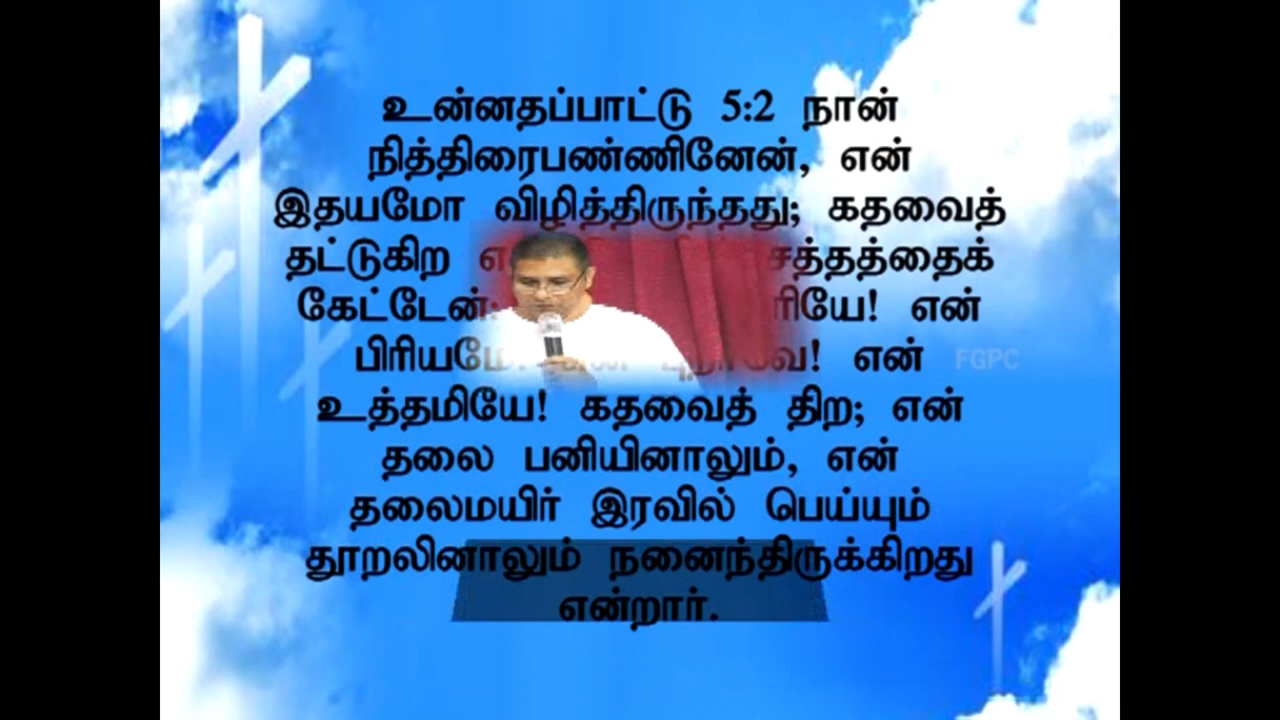 உன்னதப்பாட்டு 5:2 நான்
நித்திரைபண்ணினேன், என்
இதயமோ விழித்திருந்தது; கதவைத்
தட்டுகிற சத்தத்தைக்
கேட்டேன்: என்
என்
உத்தமியே! கதவைத் திற; என்
தலை பனியினாலும், என்
தலைமயிர் இரவில் பெய்யும்
தூறலினாலும் நனைந்திருக்கிறது
என்றார்.
FGPC